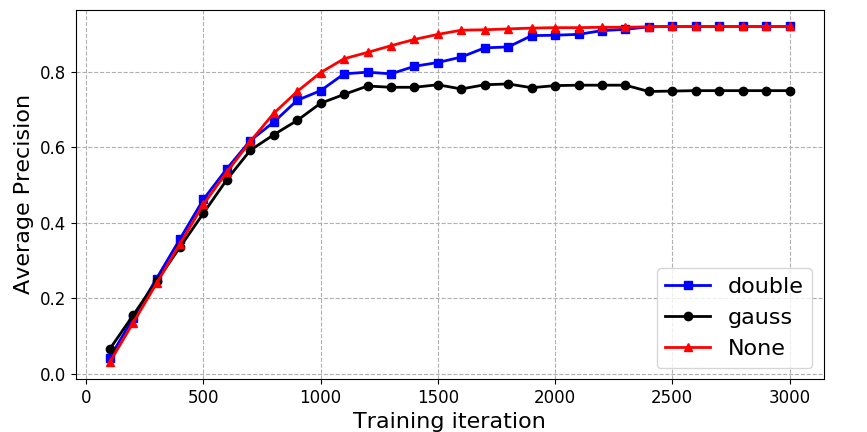 Average Precision
0.8
0.6
0.4
0.2
0.0
0 500 1000 1500 2000 2500 3000
Training iteration
double
gauss
None